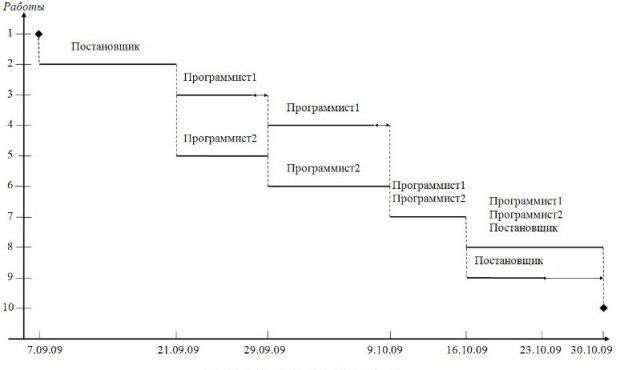 Работы
1
Постановщик
2
Программист1
3
Программист1
4
Программист2
5
Программист2
6
Программист1
Программист2
7
Программист1
Программист2
Постановщик
8
Постановщик
9
10
7.09.09 21.09.09 29.09.09 9.10.09 16.10.09 23.10.09 30.10.09